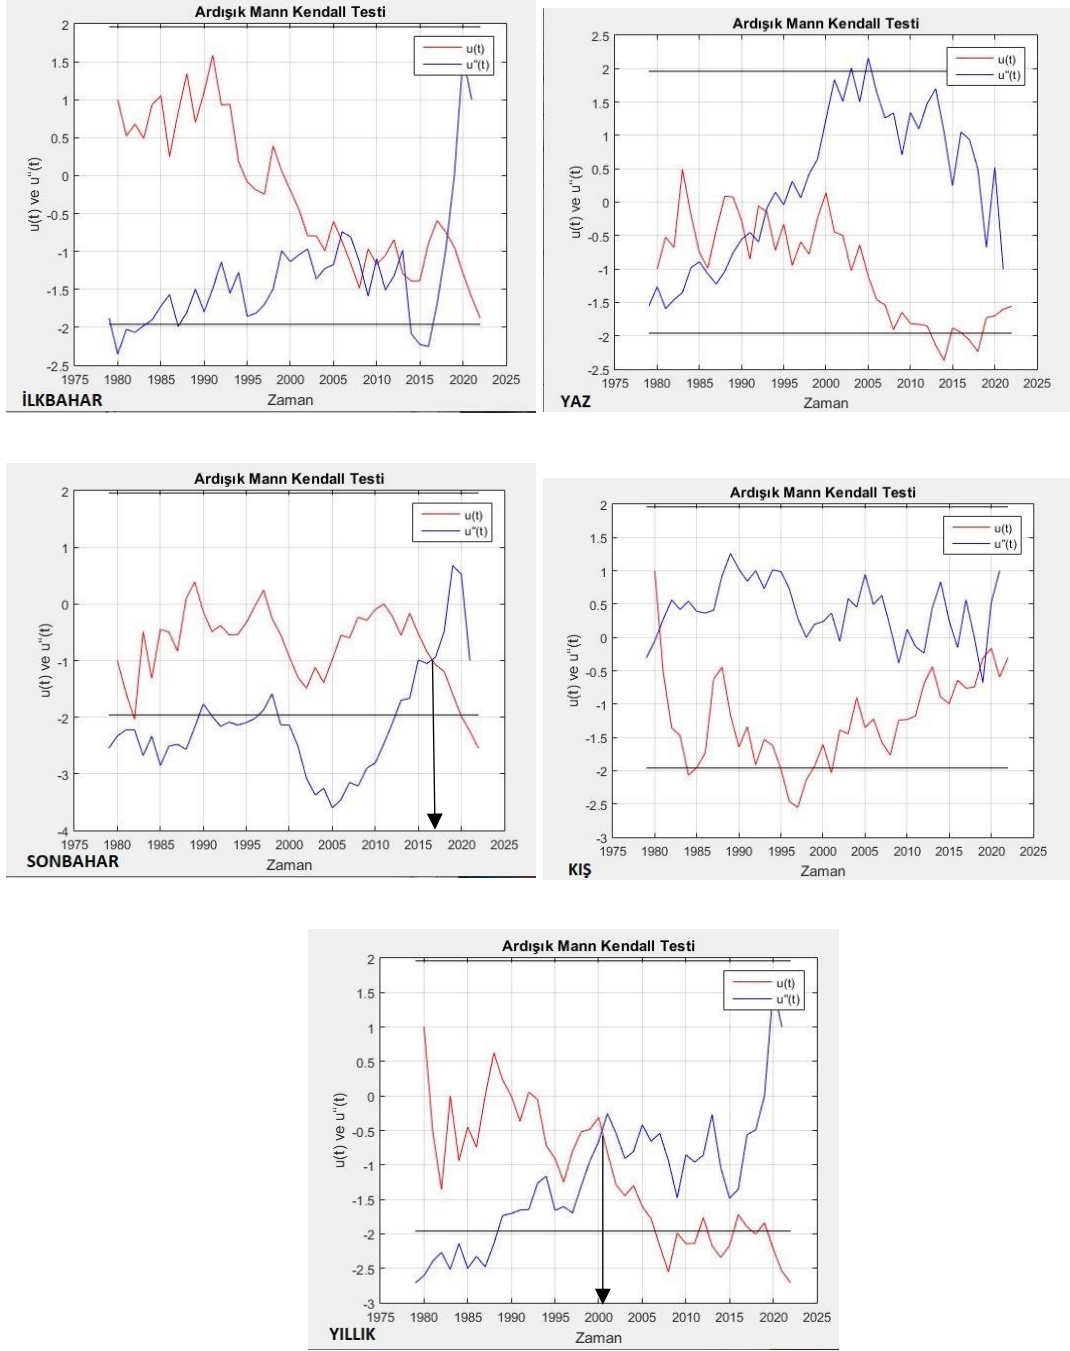 Ardışık Mann Kendall Testi
2
1.5
1
0.5
0
-0.5
-1
-1.5
-2
-2.5
u(t) ve u"(t)
u(t)
u"(t)
1975 1980 1985 1990 1995 2000 2005 2010 2015 2020 2025
Zaman
İLKBAHAR
Ardışık Mann Kendall Testi
2.5
2
1.5
1
0.5
0
-0.5
-1
-1.5
-2
-2.5
u(t) ve u"(t)
u(t)
u"(t)
1975 1980 1985 1990 1995 2000 2005 2010 2015 2020 2025
Zaman
YAZ
Ardışık Mann Kendall Testi
2
1
0
-1
-2
-3
-4
u(t) ve u"(t)
u(t)
u"(t)
1975 1980 1985 1990 1995 2000 2005 2010 2015 2020 2025
Zaman
SONBAHAR
Ardışık Mann Kendall Testi
2
1.5
1
0.5
0
-0.5
-1
-1.5
-2
-2.5
-3
u(t) ve u"(t)
u(t)
u"(t)
1975 1980 1985 1990 1995 2000 2005 2010 2015 2020 2025
Zaman
KIŞ
Ardışık Mann Kendall Testi
2
1.5
1
0.5
0
-0.5
-1
-1.5
-2
-2.5
-3
u(t) ve u"(t)
u(t)
u"(t)
1975 1980 1985 1990 1995 2000 2005 2010 2015 2020 2025
Zaman
YILLIK